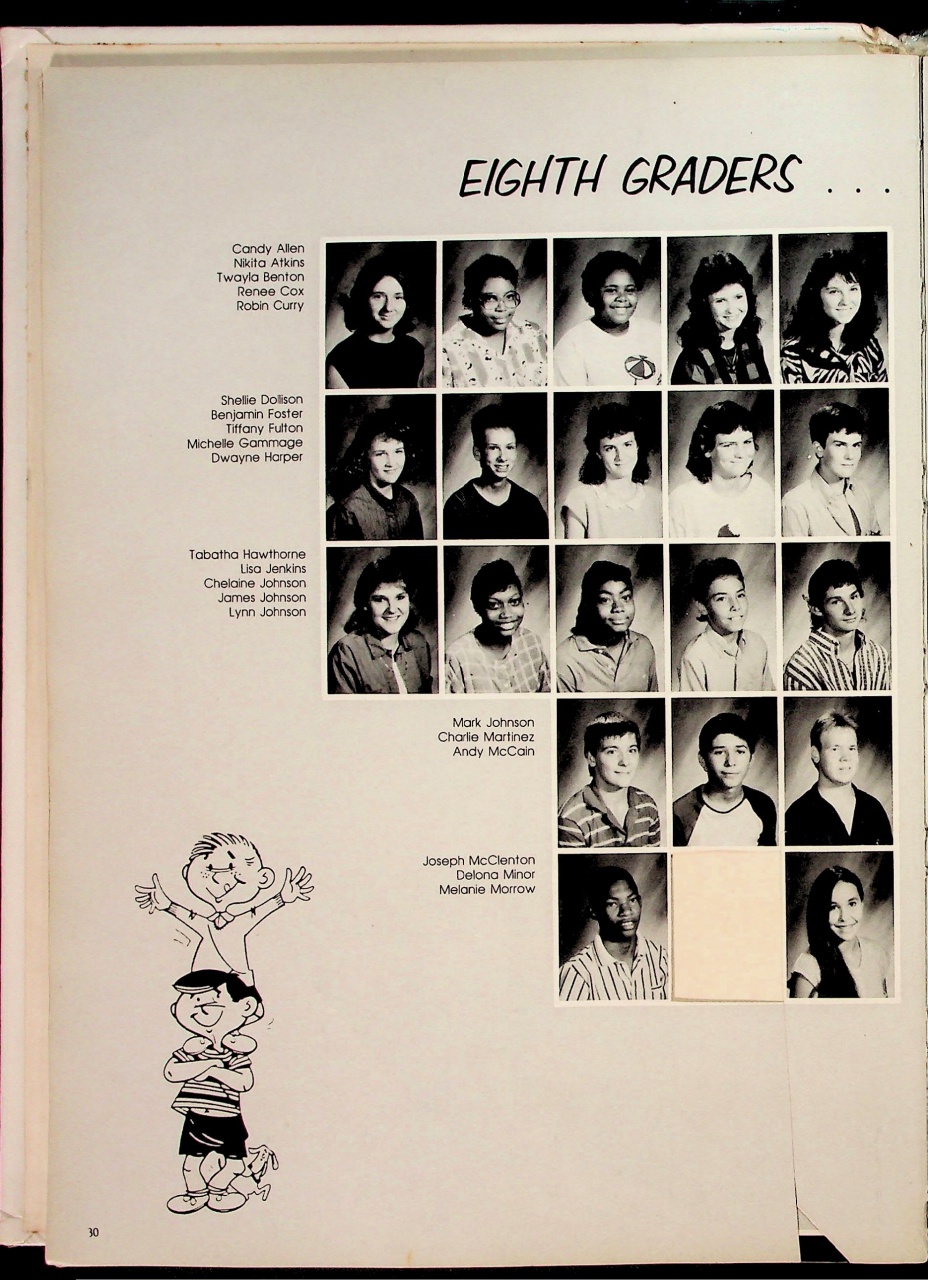 EIGHTH GRADERS . . .
Candy Allen
Nikita Atkins
Twayla Benton
Renee Cox
Robin Curry
Shellie Dollison
Benjamin Foster
Tiffany Fulton
Michelle Gammage
Dwayne Harper
Tabatha Hawthorne
Lisa Jenkins
Chelaine Johnson
James Johnson
Lynn Johnson
Mark Johnson
Charlie Martinez
Andy McCain
Joseph McClenton
Delona Minor
Melanie Morrow
30